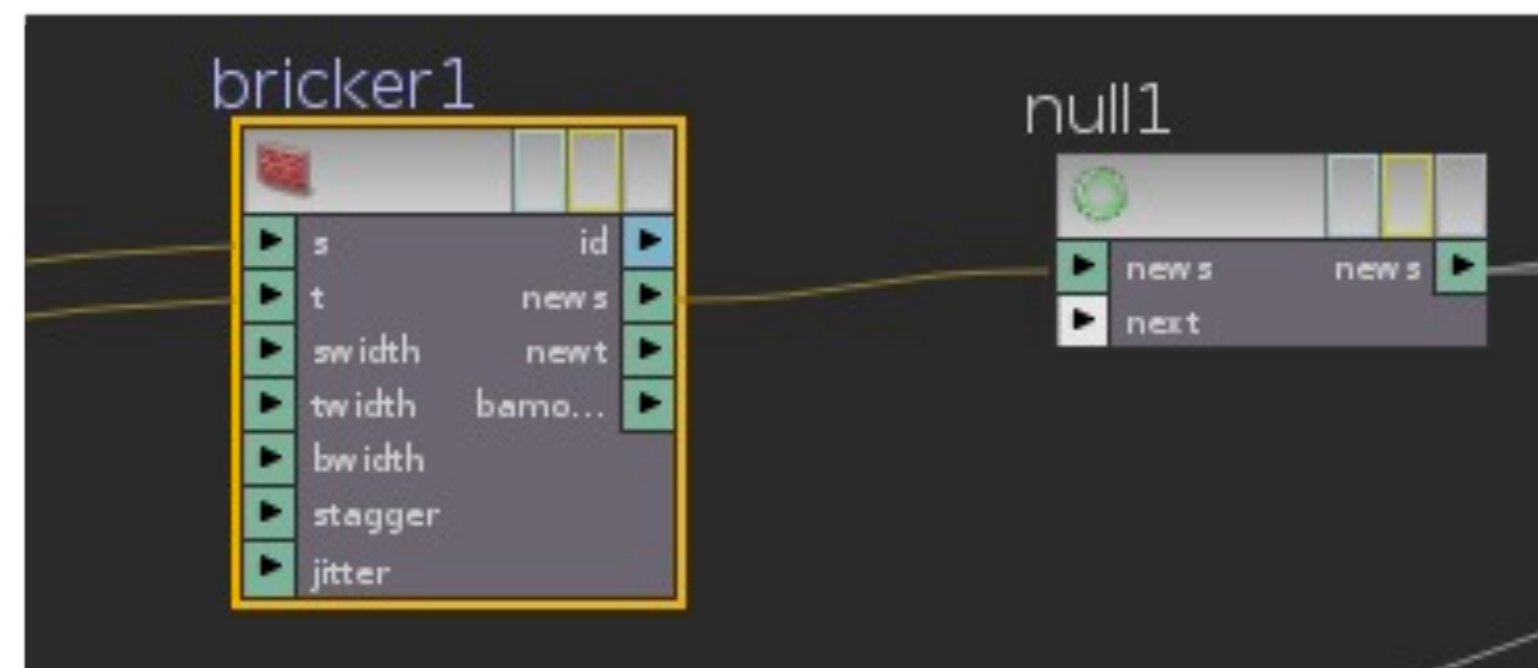 bricker1
null1
s id
t news
swidth newt
twidth bamo...
bwidth
stagger
jitter
news news
next